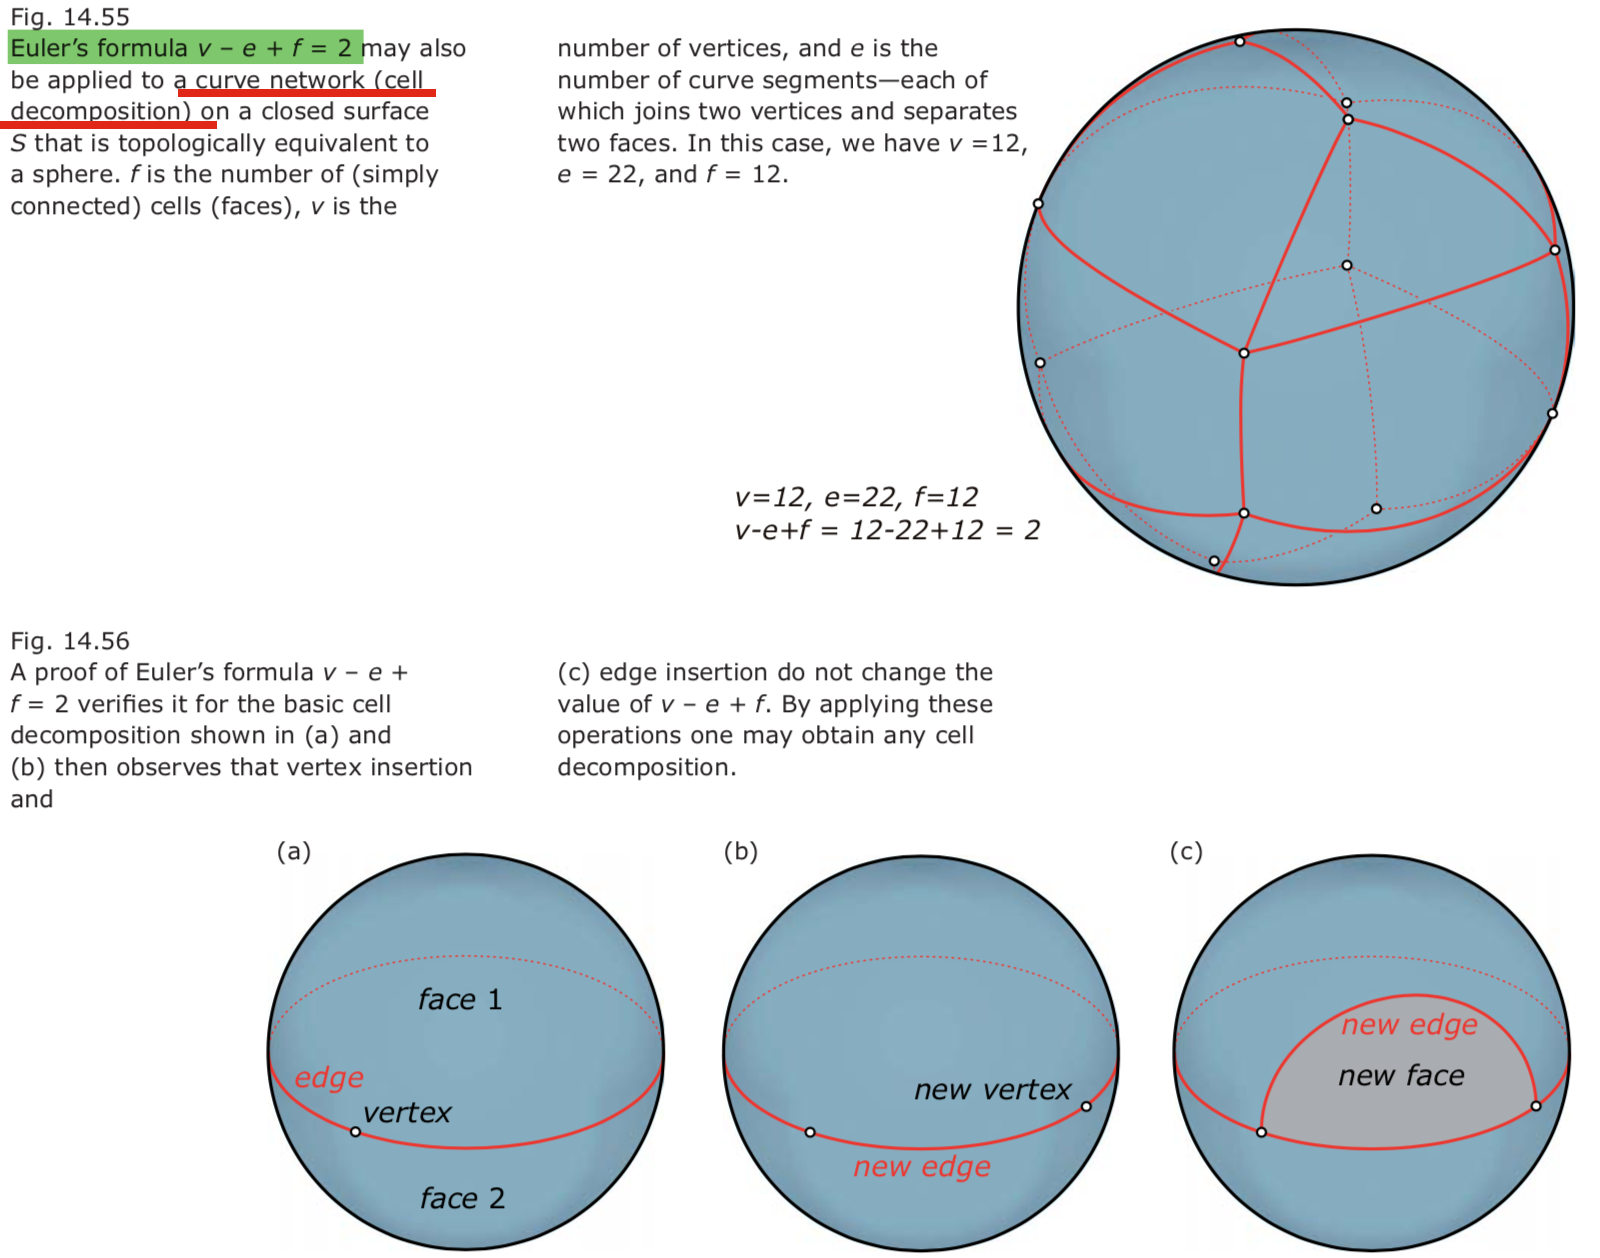 Fig. 14.55
Euler’s formula v – e + f = 2 may also
be applied to a curve network (cell
decomposition) on a closed surface
S that is topologically equivalent to
a sphere. f is the number of (simply
connected) cells (faces), v is the
number of vertices, and e is the
number of curve segments—each of
which joins two vertices and separates
two faces. In this case, we have v =12,
e = 22, and f = 12.
v=12, e=22, f=12
v-e+f = 12-22+12 = 2
Fig. 14.56
A proof of Euler’s formula v – e +
f = 2 verifies it for the basic cell
decomposition shown in (a) and
(b) then observes that vertex insertion
and
(c) edge insertion do not change the
value of v – e + f. By applying these
operations one may obtain any cell
decomposition.
(a)
face 1
edge
vertex
face 2
(b)
new vertex
new edge
(c)
new edge
new face